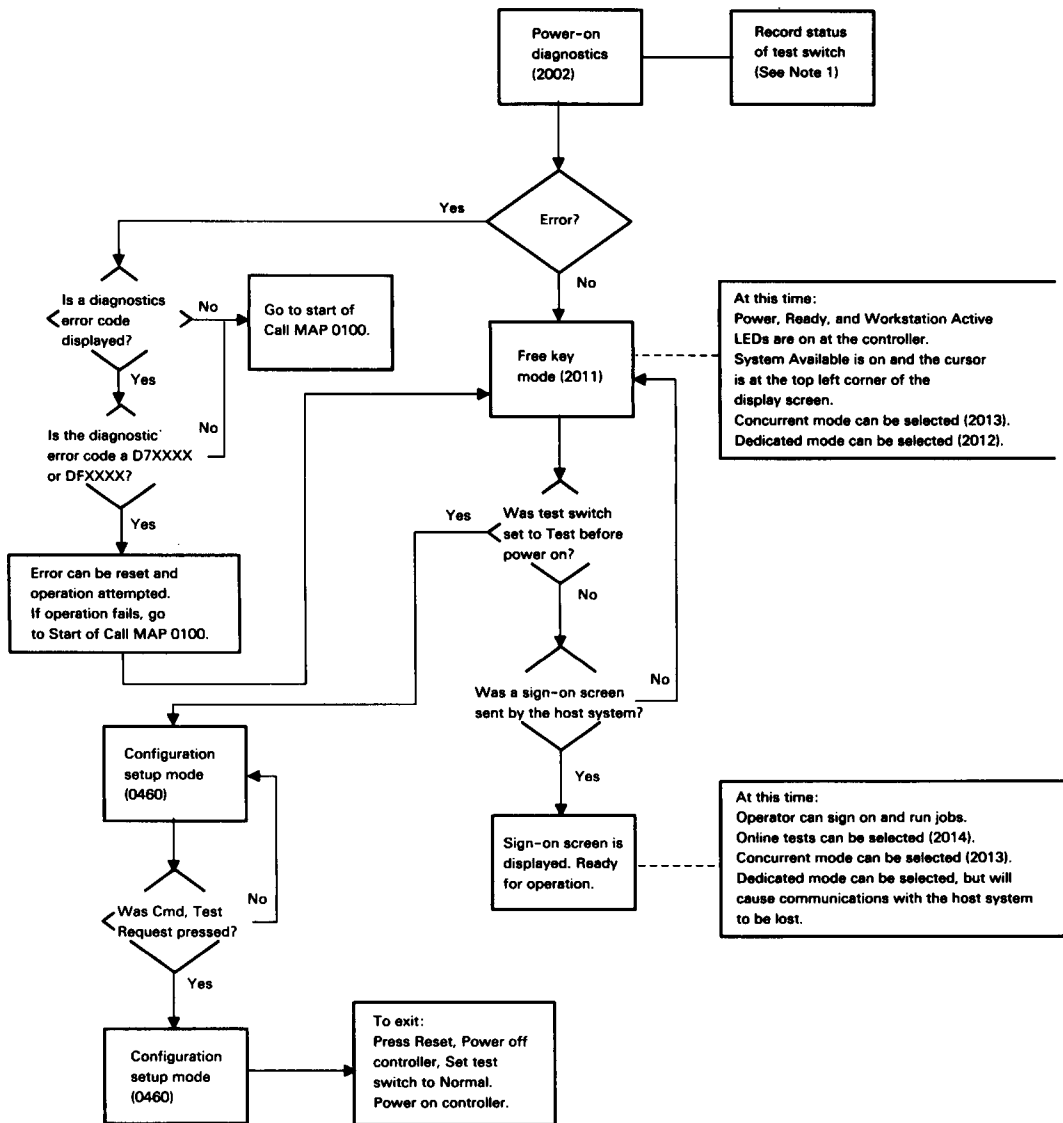 Power-on
diagnostics
(2002)
Record status
of test switch
(See Note 1)
Yes
Error?
No
Is a diagnostics
error code
displayed?
No
Go to start of
Call MAP 0100.
Yes
Is the diagnostic
error code a D7XXXX
or DFXXXX?
No
Yes
Error can be reset and
operation attempted.
If operation fails, go
to Start of Call MAP 0100.
Free key
mode (2011)
At this time:
Power, Ready, and Workstation Active
LEDs are on at the controller.
System Available is on and the cursor
is at the top left corner of the
display screen.
Concurrent mode can be selected (2013).
Dedicated mode can be selected (2012).
Yes
Was test switch
set to Test before
power on?
No
Was a sign-on screen
sent by the host system?
No
Yes
Sign-on screen is
displayed. Ready
for operation.
At this time:
Operator can sign on and run jobs.
Online tests can be selected (2014).
Concurrent mode can be selected (2013).
Dedicated mode can be selected, but will
cause communications with the host system
to be lost.
Configuration
setup mode
(0460)
Was Cmd, Test
Request pressed?
No
Yes
Configuration
setup mode
(0460)
To exit:
Press Reset, Power off
controller, Set test
switch to Normal.
Power on controller.